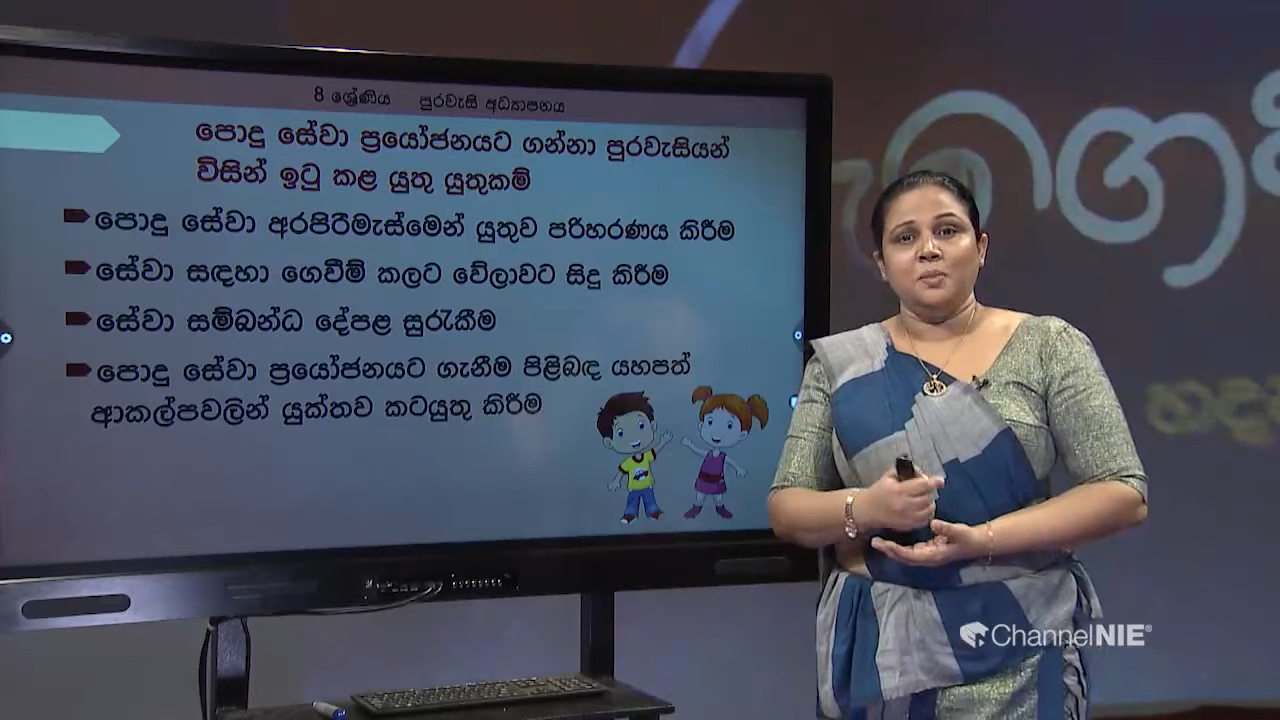 8 ශ්‍රේණිය පුරවැසි අධ්‍යාපනය
පොදු සේවා ප්‍රයෝජනයට ගන්නා පුරවැසියන්
විසින් ඉටු කළ යුතු යුතුකම්
පොදු සේවා අරපිරිමැස්මෙන් යුතුව පරිහරණය කිරීම
සේවා සඳහා ගෙවීම් කලට වේලාවට සිදු කිරීම
සේවා සම්බන්ධ දේපළ සුරැකීම
පොදු සේවා ප්‍රයෝජනයට ගැනීම පිළිබඳ යහපත්
ආකල්පවලින් යුක්තව කටයුතු කිරීම
ChannelNIE®